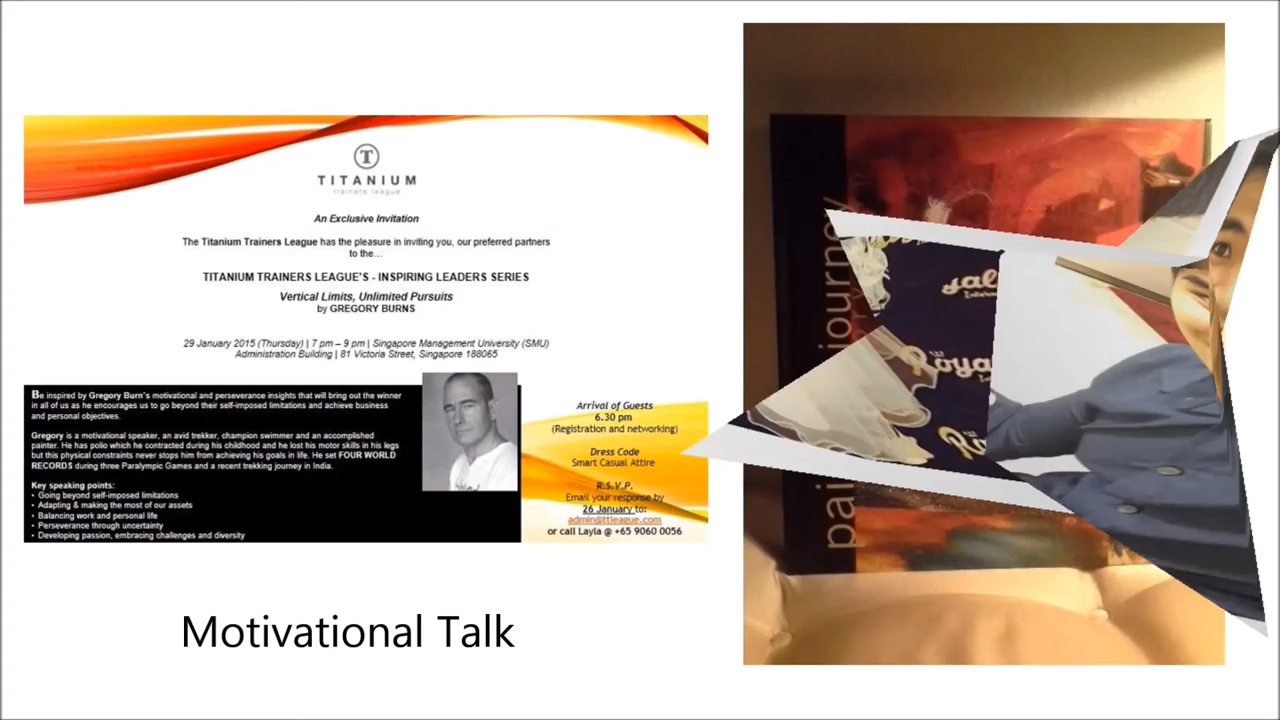 TITANIUM
trainers league
An Exclusive Invitation
The Titanium Trainers League has the pleasure in inviting you, our preferred partners
to the…
TITANIUM TRAINERS LEAGUE'S - INSPIRING LEADERS SERIES
Vertical Limits, Unlimited Pursuits
by GREGORY BURNS
29 January 2015 (Thursday) | 7 pm – 9 pm | Singapore Management University (SMU)
Administration Building | 81 Victoria Street, Singapore 188065
Be inspired by Gregory Burn's motivational and perseverance insights that will bring out the winner
in all of us as he encourages us to go beyond their self-imposed limitations and achieve business
and personal objectives.
Gregory is a motivational speaker, an avid trekker, champion swimmer and an accomplished
painter. He has polio which he contracted during his childhood and he lost his motor skills in his legs
but this physical constraints never stops him from achieving his goals in life. He set FOUR WORLD
RECORDS during three Paralympic Games and a recent trekking journey in India.
Key speaking points:
• Going beyond self-imposed limitations
• Adapting & making the most of our assets
• Balancing work and personal life
• Perseverance through uncertainty
• Developing passion, embracing challenges and diversity
Arrival of Guests
6.30 pm
(Registration and networking)
Dress Code
Smart Casual Attire
R.S.V.P.
Email your response by
26 January to:
admin@ttleague.com
or call Layla @ +65 9060 0056
Motivational Talk
journey